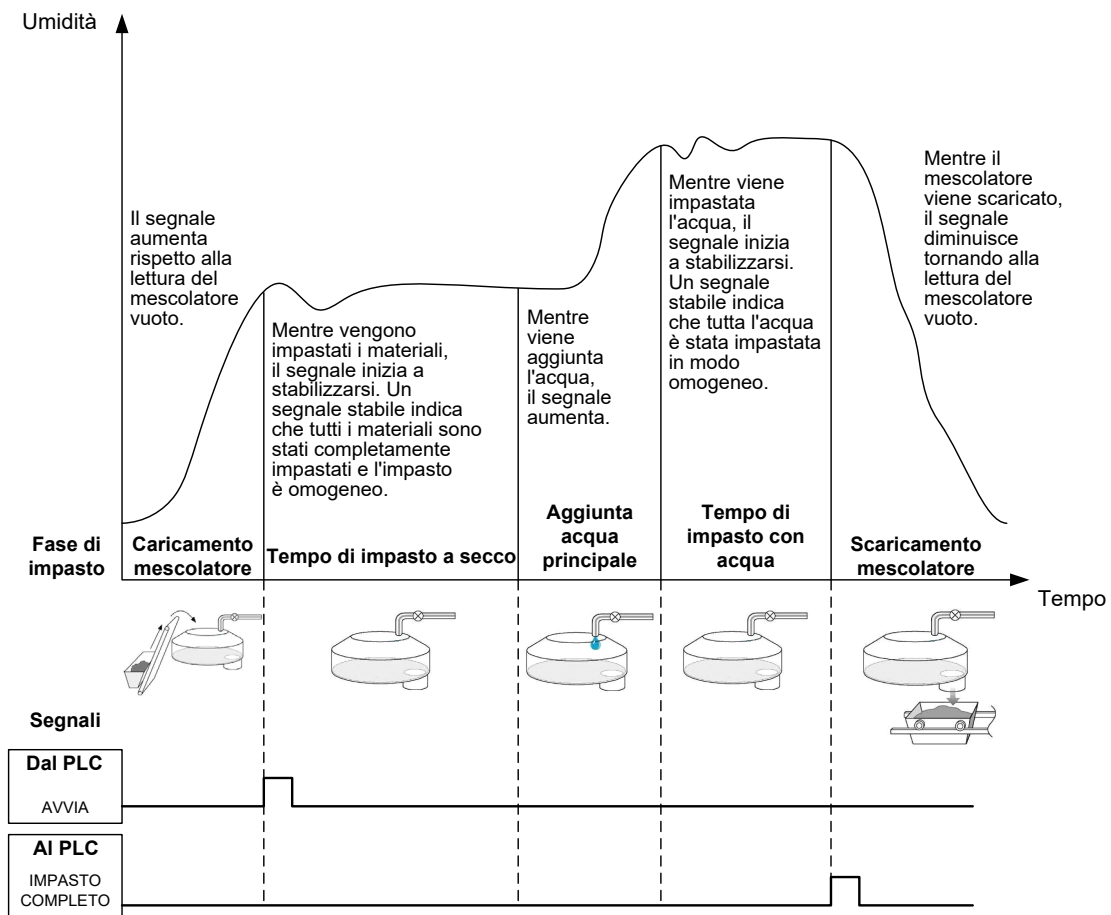 Umidità
Il segnale
aumenta
rispetto alla
lettura del
mescolatore
vuoto.
Mentre vengono
impastati i materiali,
il segnale inizia a
stabilizzarsi. Un
segnale stabile indica
che tutti i materiali sono
stati completamente
impastati e l'impasto
è omogeneo.
Mentre
viene
aggiunta
l'acqua,
il segnale
aumenta.
Mentre viene
impastata
l'acqua, il
segnale inizia
a stabilizzarsi.
Un segnale
stabile indica
che tutta l'acqua
è stata impastata
in modo
omogeneo.
Mentre il
mescolatore
viene scaricato,
il segnale
diminuisce
tornando alla
lettura del
mescolatore
vuoto.
Fase di
impasto
Caricamento
mescolatore
Tempo di impasto a secco
Aggiunta
acqua
principale
Tempo di
impasto con
acqua
Scaricamento
mescolatore
Tempo
Segnali
Dal PLC
AVVIA
Al PLC
IMPASTO
COMPLETO